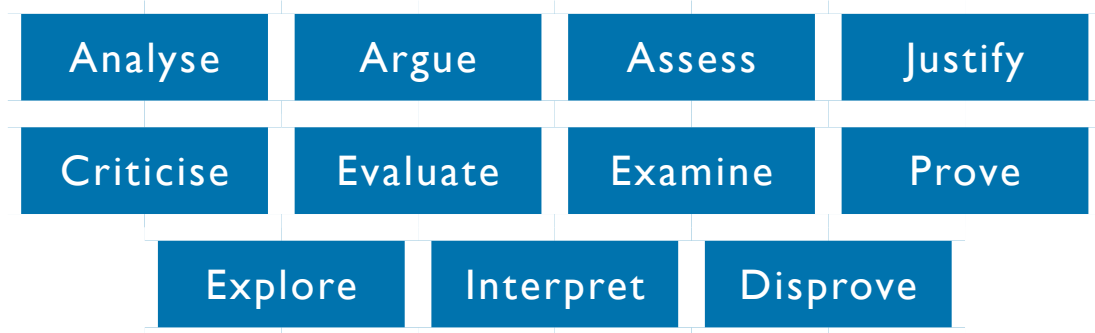 Analyse Argue Assess Justify
Criticise Evaluate Examine Prove
Explore Interpret Disprove